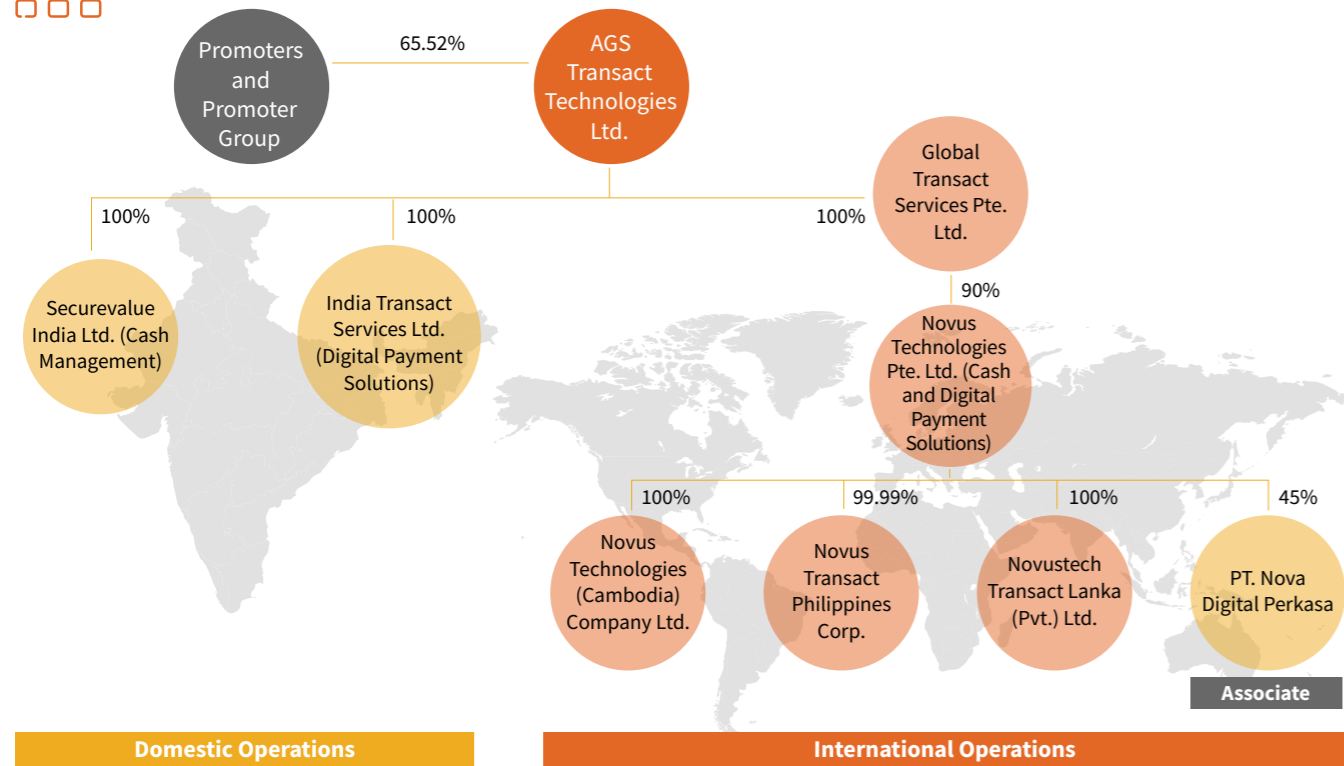 Promoters
and
Promoter
Group
65.52%
AGS
Transact
Technologies
Ltd.
Global
Transact
Services Pte.
Ltd.
100%
100%
100%
Securevalue
India Ltd. (Cash
Management)
India Transact
Services Ltd.
(Digital Payment
Solutions)
90%
Novus
Technologies
Pte. Ltd. (Cash
and Digital
Payment
Solutions)
100%
99.99%
100%
45%
Novus
Technologies
(Cambodia)
Company Ltd.
Novus
Transact
Philippines
Corp.
Novustech
Transact Lanka
(Pvt.) Ltd.
PT. Nova
Digital Perkasa
Associate
Domestic Operations
International Operations